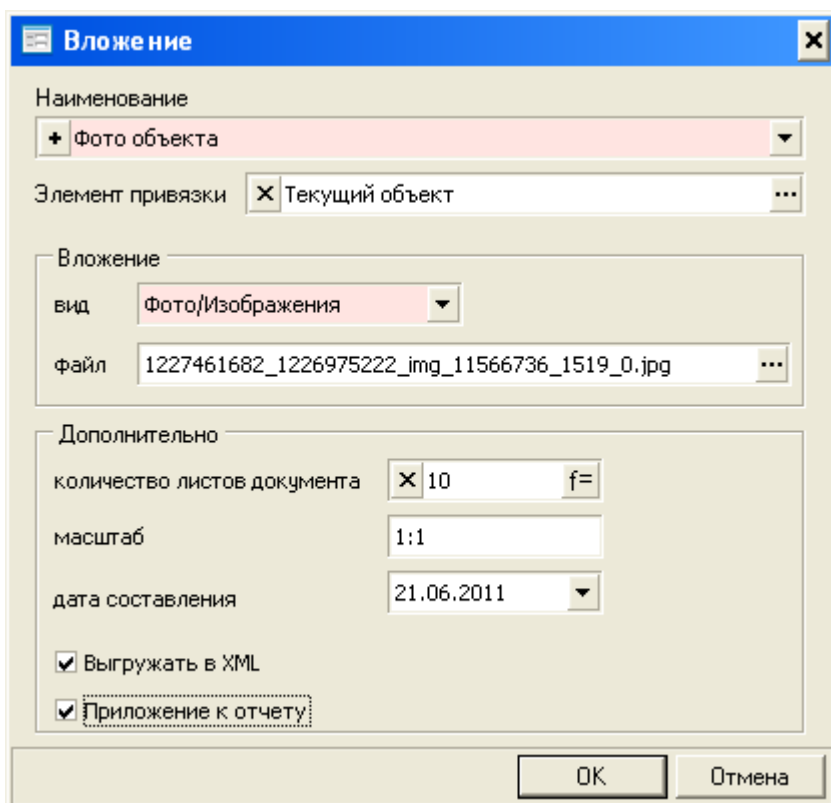 Вложение
Наименование
Фото объекта
Элемент привязки Текущий объект ...
Вложение
вид Фото/Изображения
файл 1227461682_1226975222_img_11566736_1519_0.jpg ...
Дополнительно
количество листов документа 10 f=
масштаб 1:1
дата составления 21.06.2011
Выгружать в XML
Приложение к отчету
OK Отмена